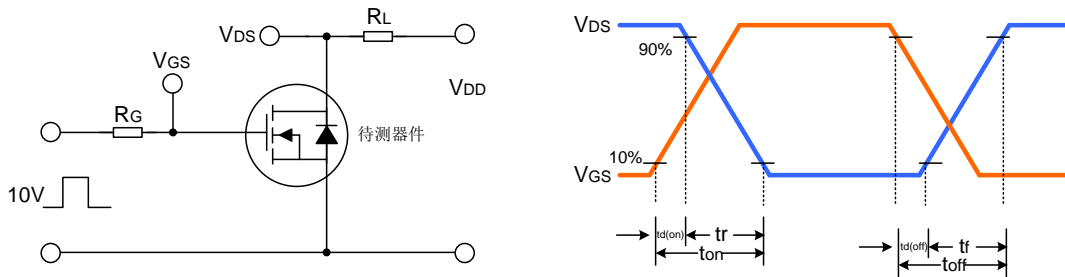 RL
VDS
VGS
VDD
RG
待测器件
10V
VDS
90%
10%
VGS
td(on)
tr
td(off)
tf
ton
toff